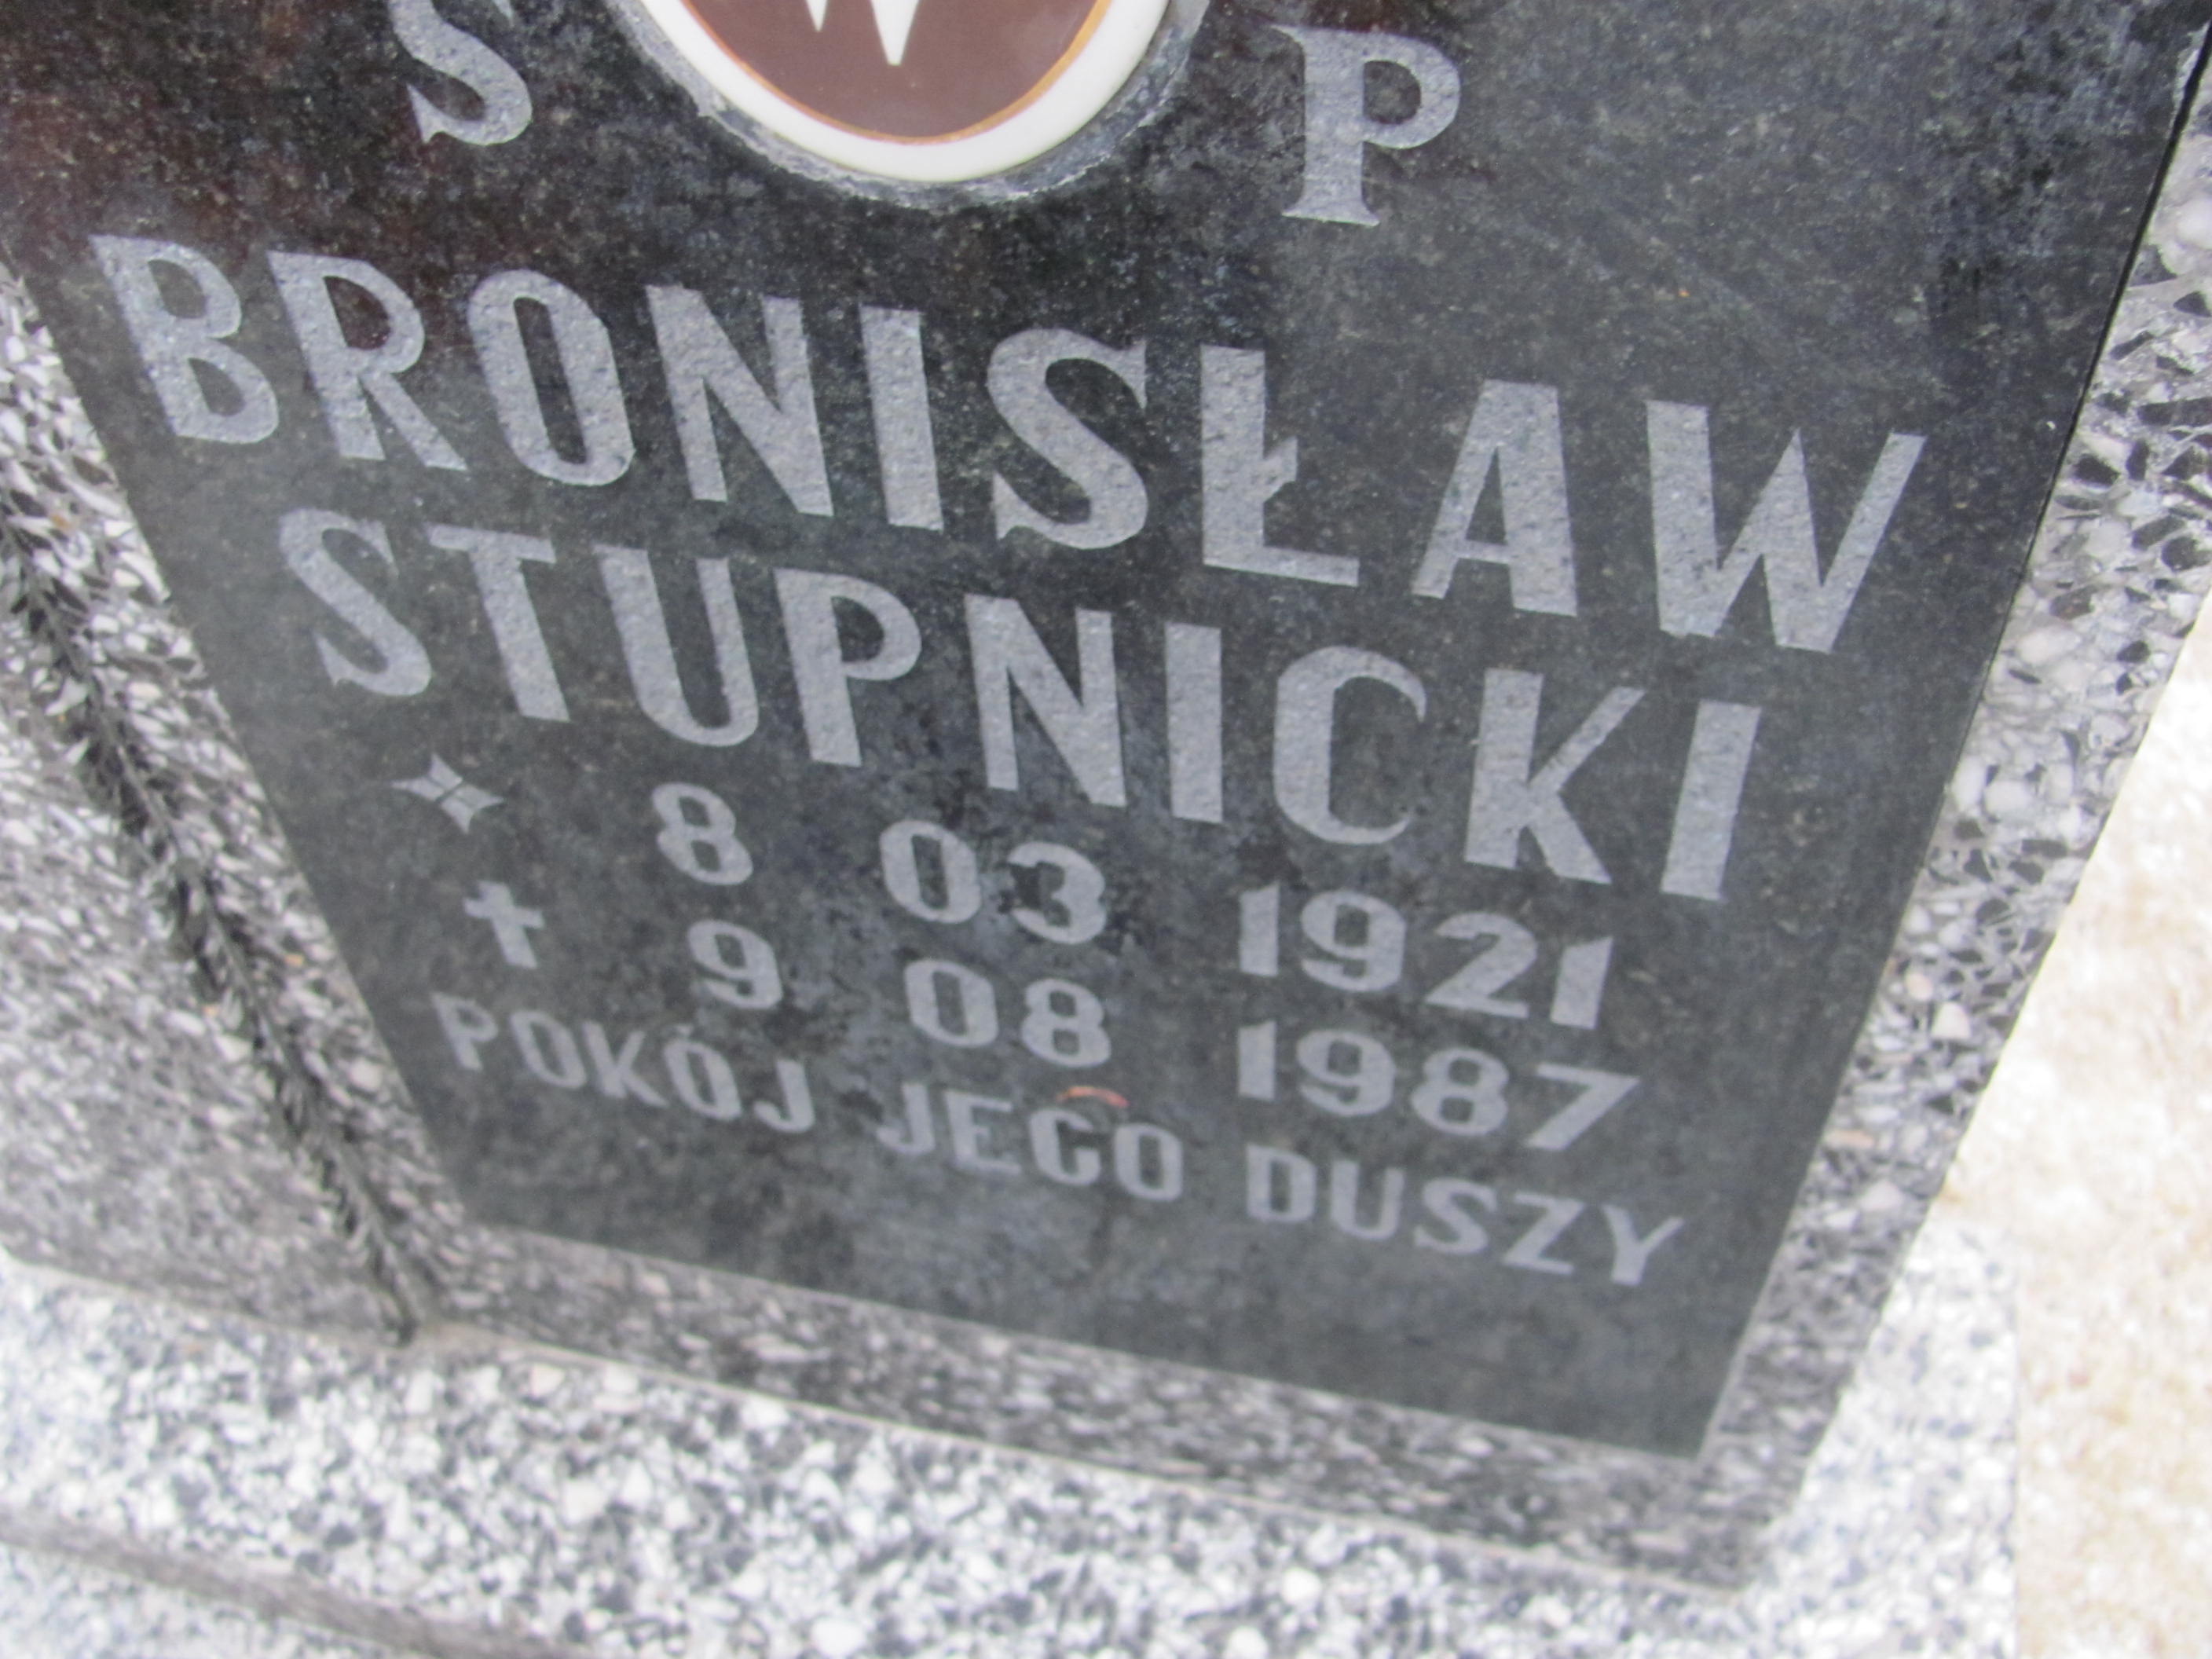 S P
BRONISŁAW
STUPNICKI
8 03 1921
✝ 9 08 1987
POKÓJ JEGO DUSZY